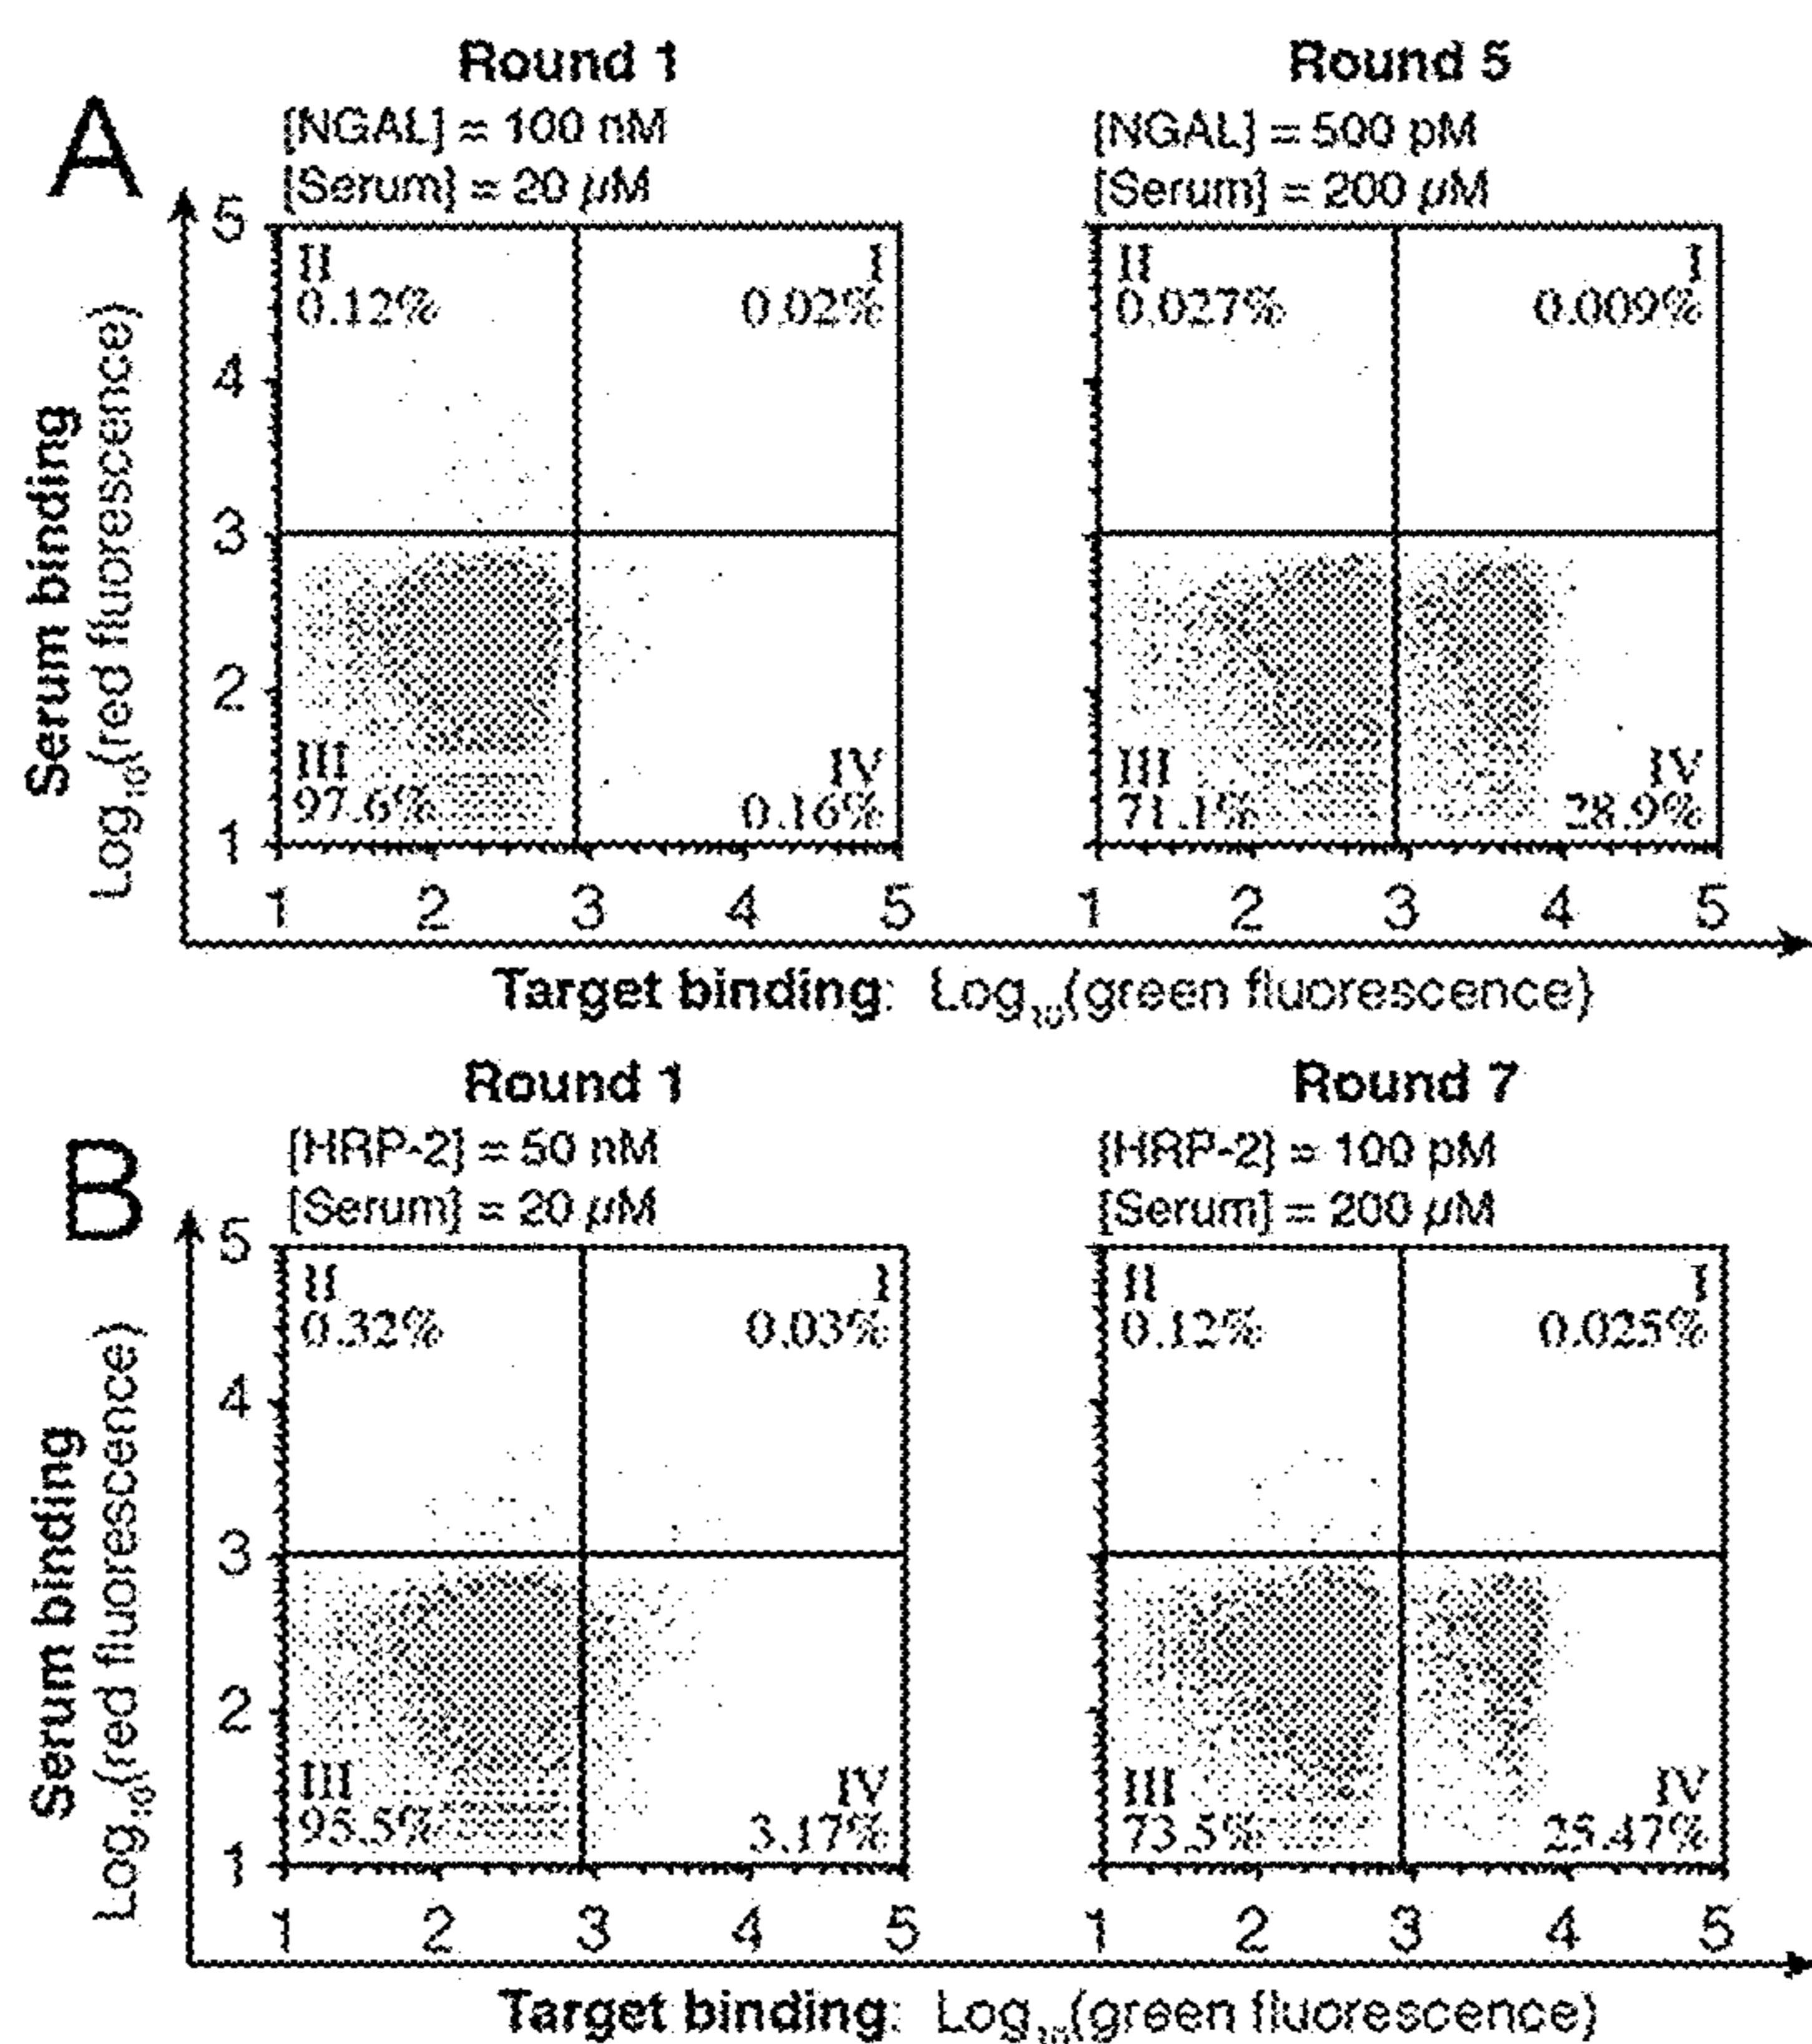 A
Round 1
[NGAL] = 100 nM
[Serum] = 20 µM
Round 5
[NGAL] = 500 pM
[Serum] = 200 µM
Serum binding
Log10(red fluorescence)
5
4
3
2
1
II
0.12%
I
0.02%
III
97.6%
IV
0.16%
II
0.027%
I
0.009%
III
71.1%
IV
28.9%
1 2 3 4 5
1 2 3 4 5
Target binding: Log10(green fluorescence)
B
Round 1
[HRP-2] = 50 nM
[Serum] = 20 µM
Round 7
[HRP-2] = 100 pM
[Serum] = 200 µM
Serum binding
Log10(red fluorescence)
5
4
3
2
1
II
0.32%
I
0.03%
III
95.5%
IV
3.17%
II
0.12%
I
0.025%
III
73.5%
IV
25.47%
1 2 3 4 5
1 2 3 4 5
Target binding: Log10(green fluorescence)